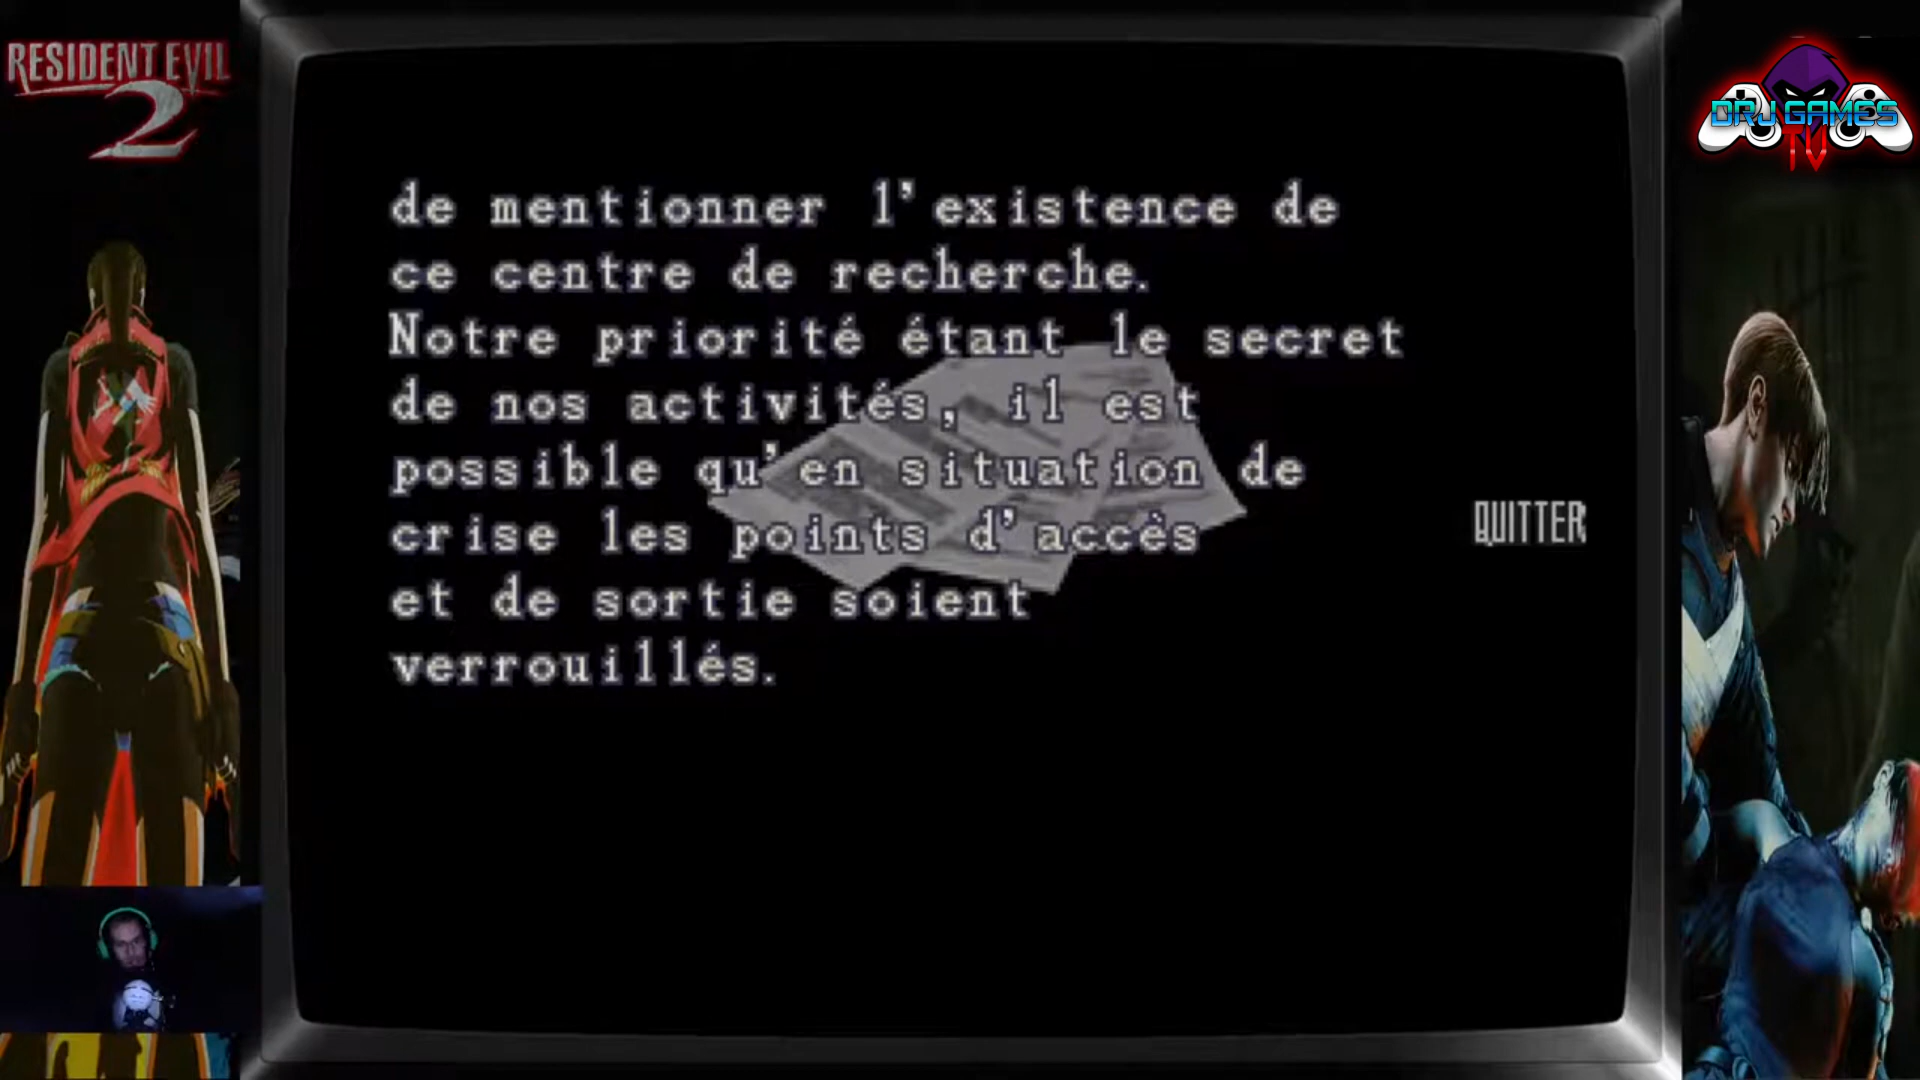 RESIDENT EVIL
2
DRJ GAMES
TV
de mentionner l'existence de
ce centre de recherche.
Notre priorité étant le secret
de nos activités, il est
possible qu'en situation de
crise les points d'accès
et de sortie soient
verrouillés.
QUITTER